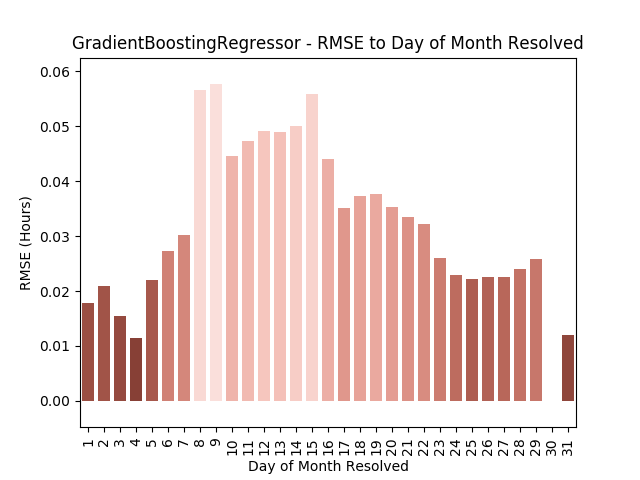 GradientBoostingRegressor - RMSE to Day of Month Resolved
0.06
0.05
0.04
0.03
0.02
0.01
0.00
RMSE (Hours)
1 2 3 4 5 6 7 8 9 10 11 12 13 14 15 16 17 18 19 20 21 22 23 24 25 26 27 28 29 30 31
Day of Month Resolved